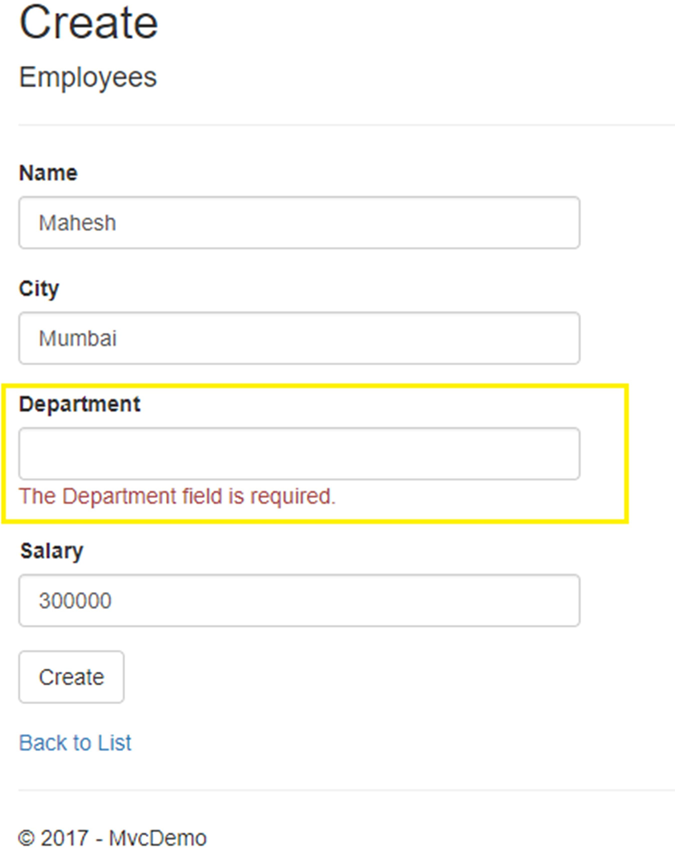 Create
Employees
Name
Mahesh
City
Mumbai
Department
The Department field is required.
Salary
300000
Create
Back to List
© 2017 - MvcDemo